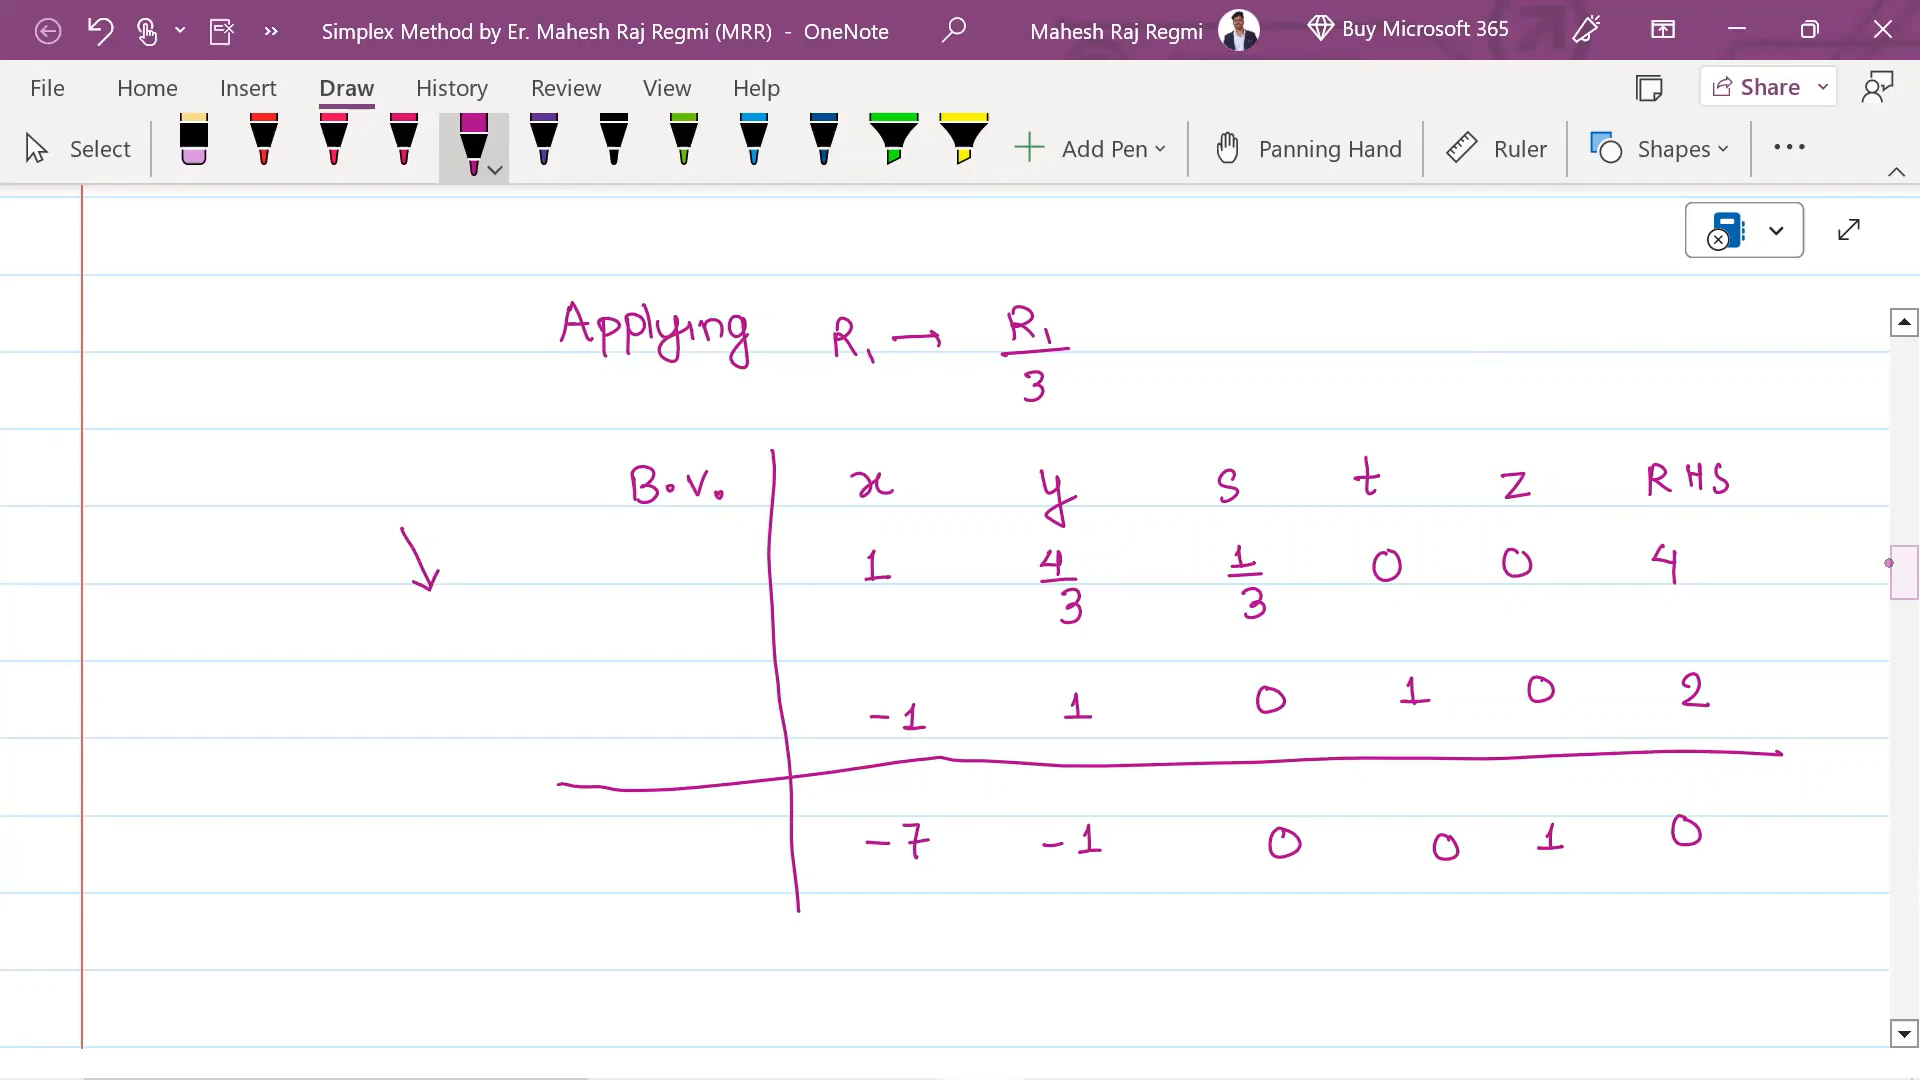 Simplex Method by Er. Mahesh Raj Regmi (MRR) - OneNote
Mahesh Raj Regmi
Buy Microsoft 365
File Home Insert Draw History Review View Help
Share
Select
Add Pen
Panning Hand
Ruler
Shapes
Applying R₁ → R₁/3
B.V. x y s t z RHS
1 4/3 1/3 0 0 4
-1 1 0 1 0 2
-7 -1 0 0 1 0